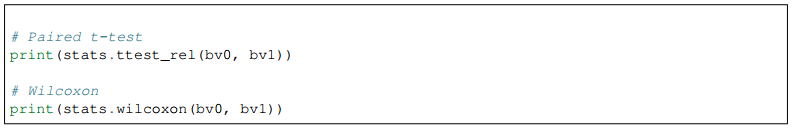 # Paired t-test
print(stats.ttest_rel(bv0, bv1))
# Wilcoxon
print(stats.wilcoxon(bv0, bv1))